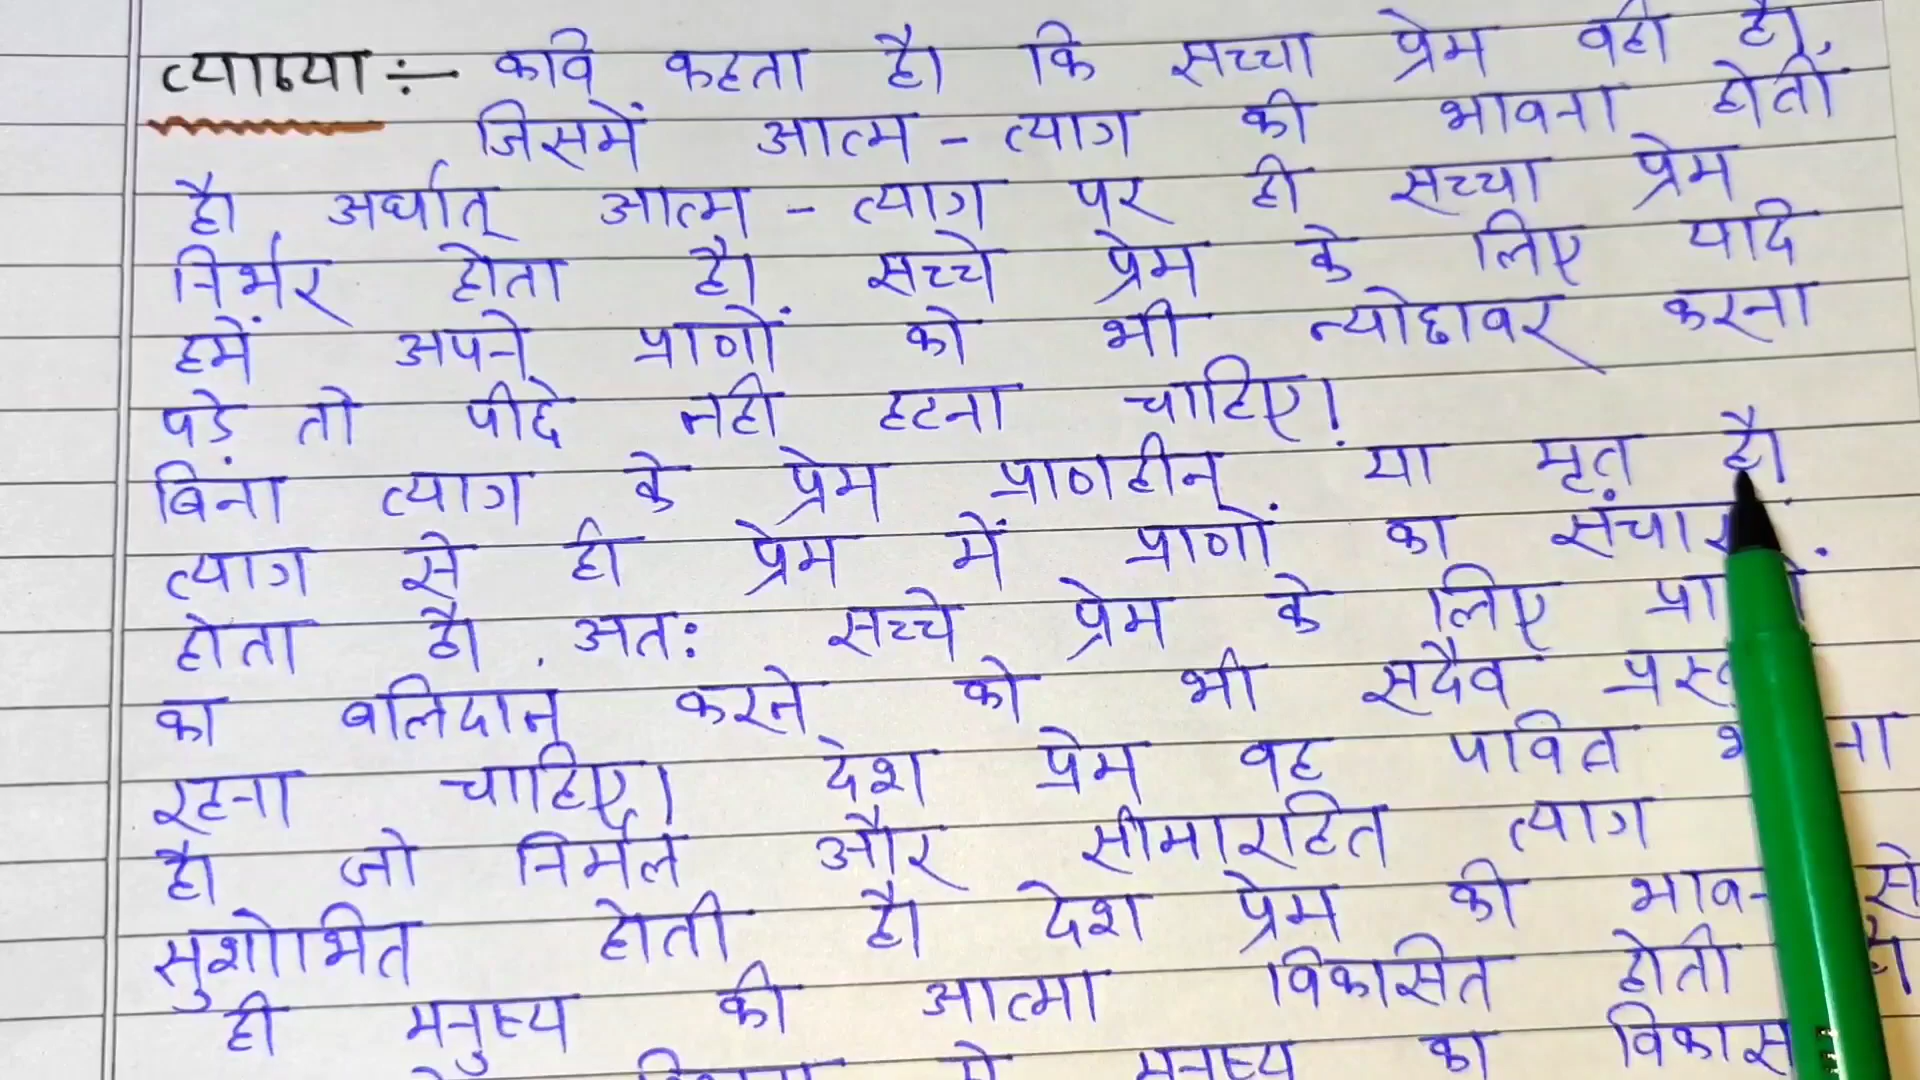 व्याख्या :- कवि कहता है। कि सच्चा प्रेम वही है,
जिसमें आत्म - त्याग की भावना होती
है। अर्थात् आत्म - त्याग पर ही सच्चा प्रेम
निर्भर होता है। सच्चे प्रेम के लिए यदि
हमें अपने प्राणों को भी न्योछावर करना
पड़े तो पीछे नही हटना चाहिए।
बिना त्याग के प्रेम प्राणहीन या मृत है।
त्याग से ही प्रेम में प्राणों का संचार
होता है। अतः सच्चे प्रेम के लिए
का बलिदान करने को भी सदैव
रहना चाहिए। देश प्रेम वह पवित्र
है। जो निर्मल और सीमारहित त्याग
सुशोभित होती है। देश प्रेम की से
ही मनुष्य की आत्मा विकसित होती है।
मनुष्य का विकास